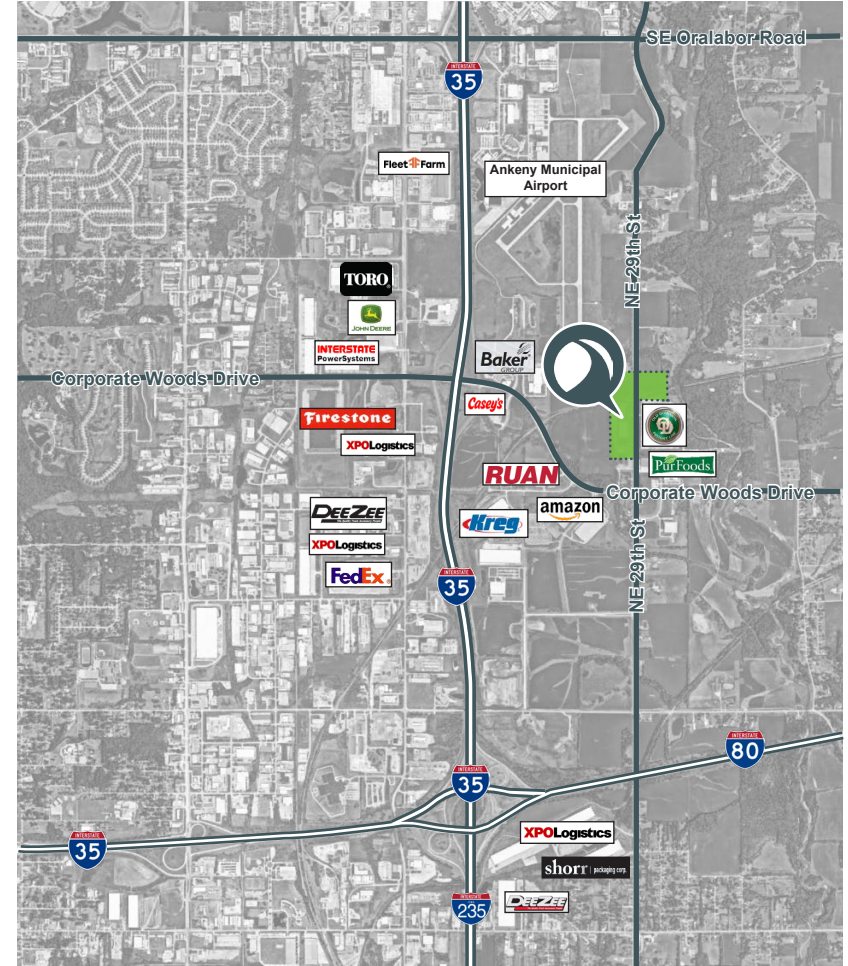 SE Oralabor Road
INTERSTATE
35
Fleet Farm
Ankeny Municipal
Airport
NE 29th St
TORO
JOHN DEERE
INTERSTATE
PowerSystems
Baker
GROUP
Corporate Woods Drive
Casey's
Firestone
XPOLogistics
PurFoods
RUAN
Corporate Woods Drive
amazon
DEEZEE
Kreg
XPOLogistics
FedEx
INTERSTATE
35
NE 29th St
INTERSTATE
80
INTERSTATE
35
INTERSTATE
35
XPOLogistics
shorr | packaging corp.
INTERSTATE
235
DEEZEE